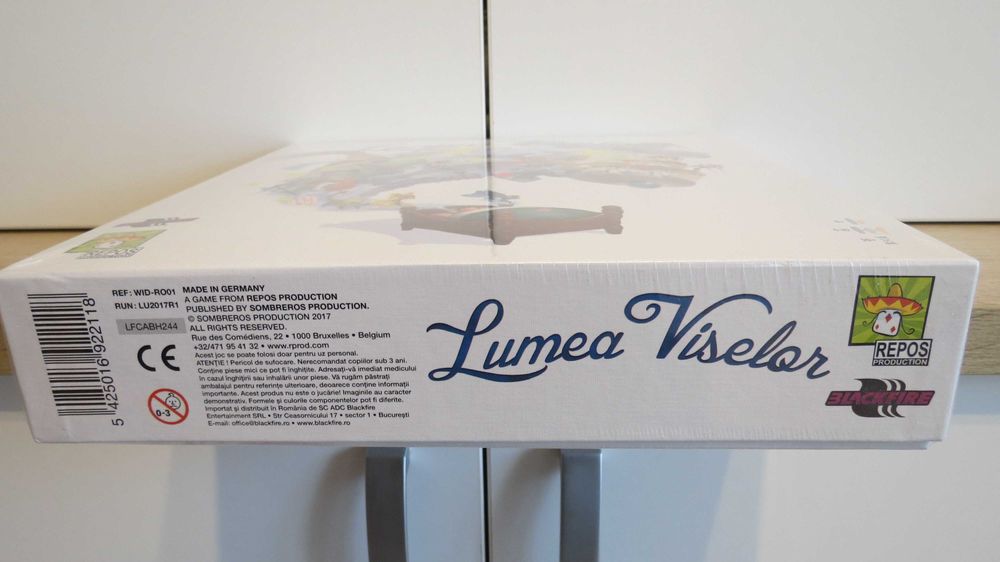 REPOS
5 425016 922118
REF: WID-RO01
RUN: LU2017R1
LFCABH244
CE
0-3
MADE IN GERMANY
A GAME FROM REPOS PRODUCTION
PUBLISHED BY SOMBREROS PRODUCTION.
© SOMBREROS PRODUCTION 2017
ALL RIGHTS RESERVED.
Rue des Comédiens, 22 • 1000 Bruxelles • Belgium
+32/471 95 41 32 • www.rprod.com
Acest joc se poate folosi doar pentru uz personal.
ATENȚIE ! Pericol de sufocare. Nerecomandat copiilor sub 3 ani.
Conține piese mici ce pot fi înghițite. Adresați-vă imediat medicului
în cazul înghițirii sau inhalării unor piese. Vă rugăm păstrați
ambalajul pentru referințe ulterioare, deoarece conține informații
importante. Acest produs nu este o jucărie! Imaginile au caracter
demonstrativ. Formele și culorile componentelor pot fi diferite.
Importat și distribuit în România de SC ADC Blackfire
Entertainment SRL • Str Ceasornicului 17 • sector 1 • București
E-mail: office@blackfire.ro • www.blackfire.ro
Lumea Viselor
REPOS
PRODUCTION
BLACKFIRE